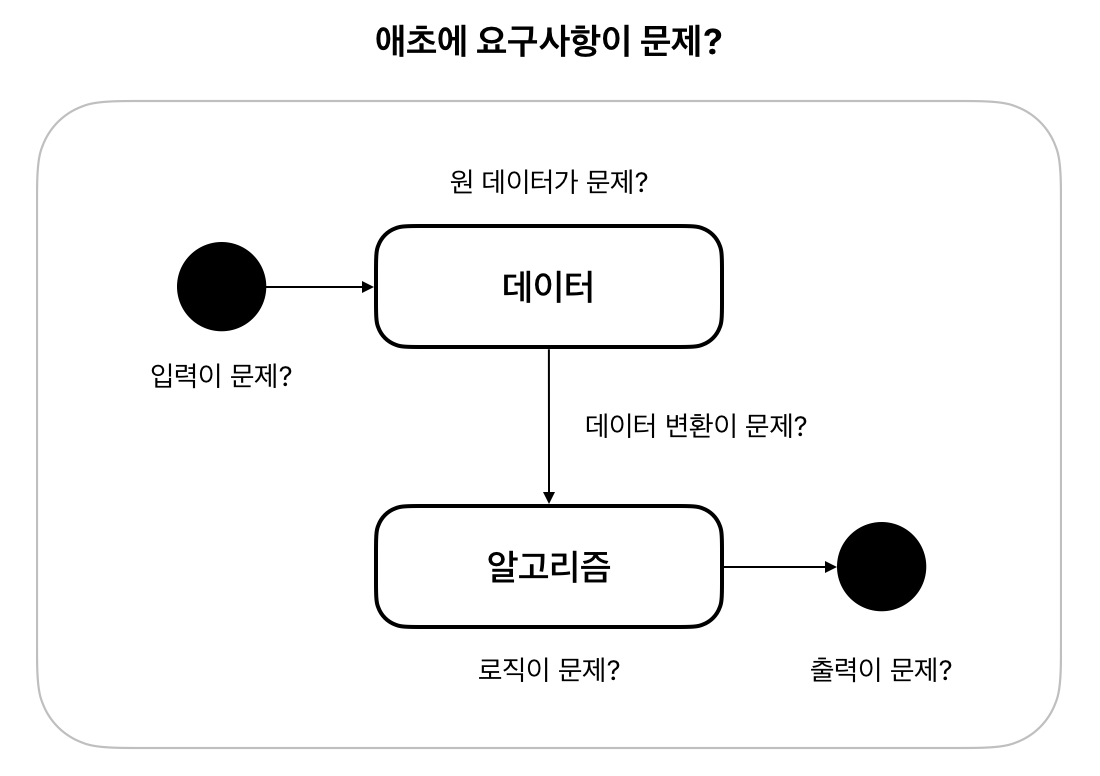 애초에 요구사항이 문제?
원 데이터가 문제?
데이터
입력이 문제?
데이터 변환이 문제?
알고리즘
로직이 문제?
출력이 문제?